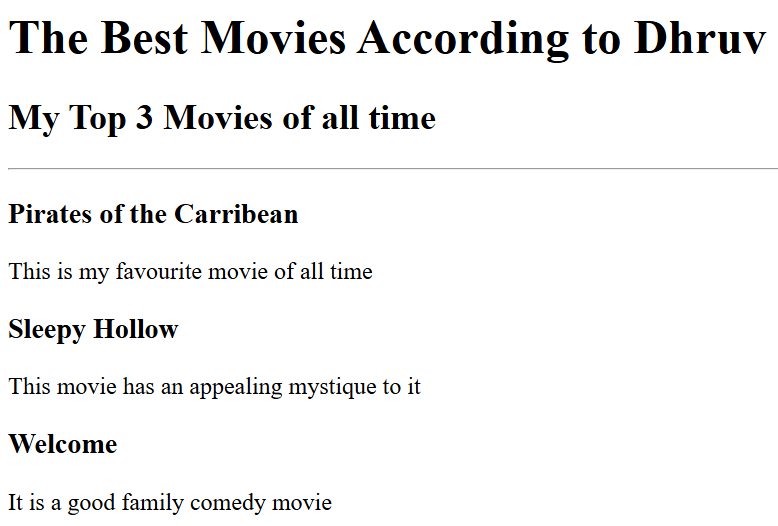 The Best Movies According to Dhruv
My Top 3 Movies of all time
Pirates of the Carribean
This is my favourite movie of all time
Sleepy Hollow
This movie has an appealing mystique to it
Welcome
It is a good family comedy movie